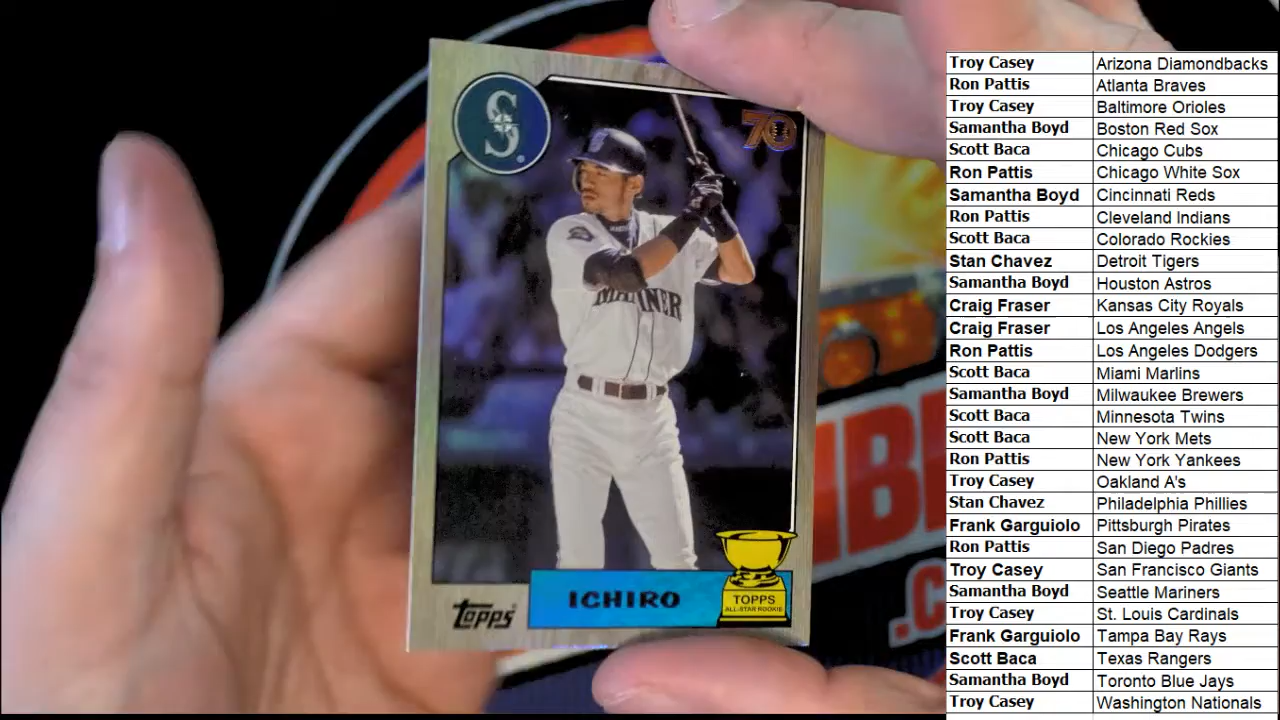 S
70
MARINER
ICHIRO
TOPPS
ALL-STAR ROOKIE
topps
Troy Casey Arizona Diamondbacks
Ron Pattis Atlanta Braves
Troy Casey Baltimore Orioles
Samantha Boyd Boston Red Sox
Scott Baca Chicago Cubs
Ron Pattis Chicago White Sox
Samantha Boyd Cincinnati Reds
Ron Pattis Cleveland Indians
Scott Baca Colorado Rockies
Stan Chavez Detroit Tigers
Samantha Boyd Houston Astros
Craig Fraser Kansas City Royals
Craig Fraser Los Angeles Angels
Ron Pattis Los Angeles Dodgers
Scott Baca Miami Marlins
Samantha Boyd Milwaukee Brewers
Scott Baca Minnesota Twins
Scott Baca New York Mets
Ron Pattis New York Yankees
Troy Casey Oakland A's
Stan Chavez Philadelphia Phillies
Frank Garguiolo Pittsburgh Pirates
Ron Pattis San Diego Padres
Troy Casey San Francisco Giants
Samantha Boyd Seattle Mariners
Troy Casey St. Louis Cardinals
Frank Garguiolo Tampa Bay Rays
Scott Baca Texas Rangers
Samantha Boyd Toronto Blue Jays
Troy Casey Washington Nationals